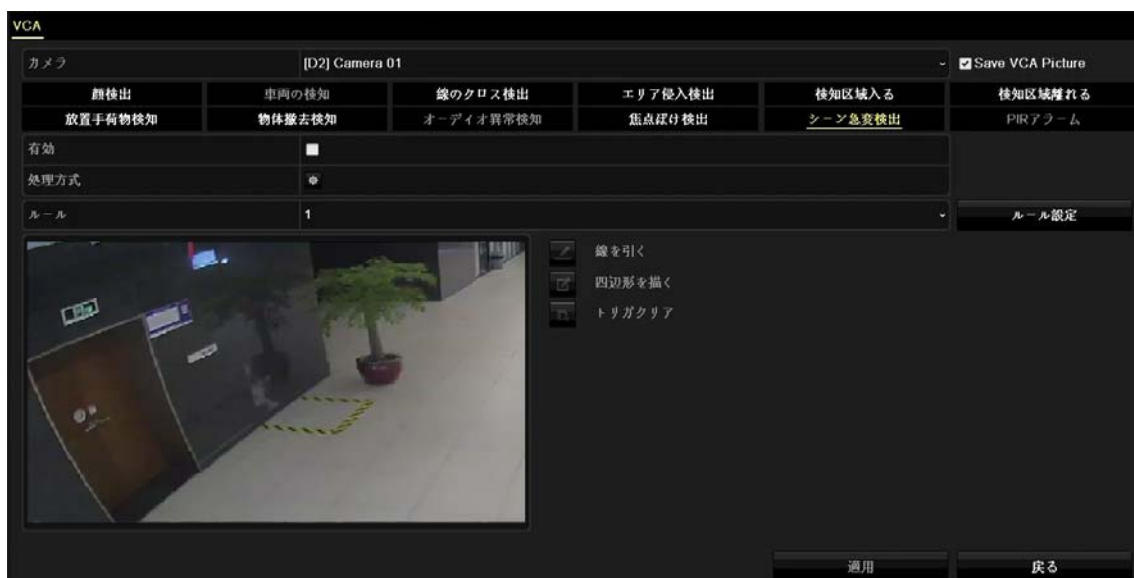 VCA
カメラ [D2] Camera 01 Save VCA Picture
顔検出 車両の検知 線のクロス検出 エリア侵入検出 検知区域入る 検知区域離れる
放置手荷物検知 物体撤去検知 オーディオ異常検知 焦点ぼけ検出 シーン急変検出 PIRアラーム
有効
処理方式
ルール 1 ルール設定
線を引く
四辺形を描く
トリガクリア
適用 戻る